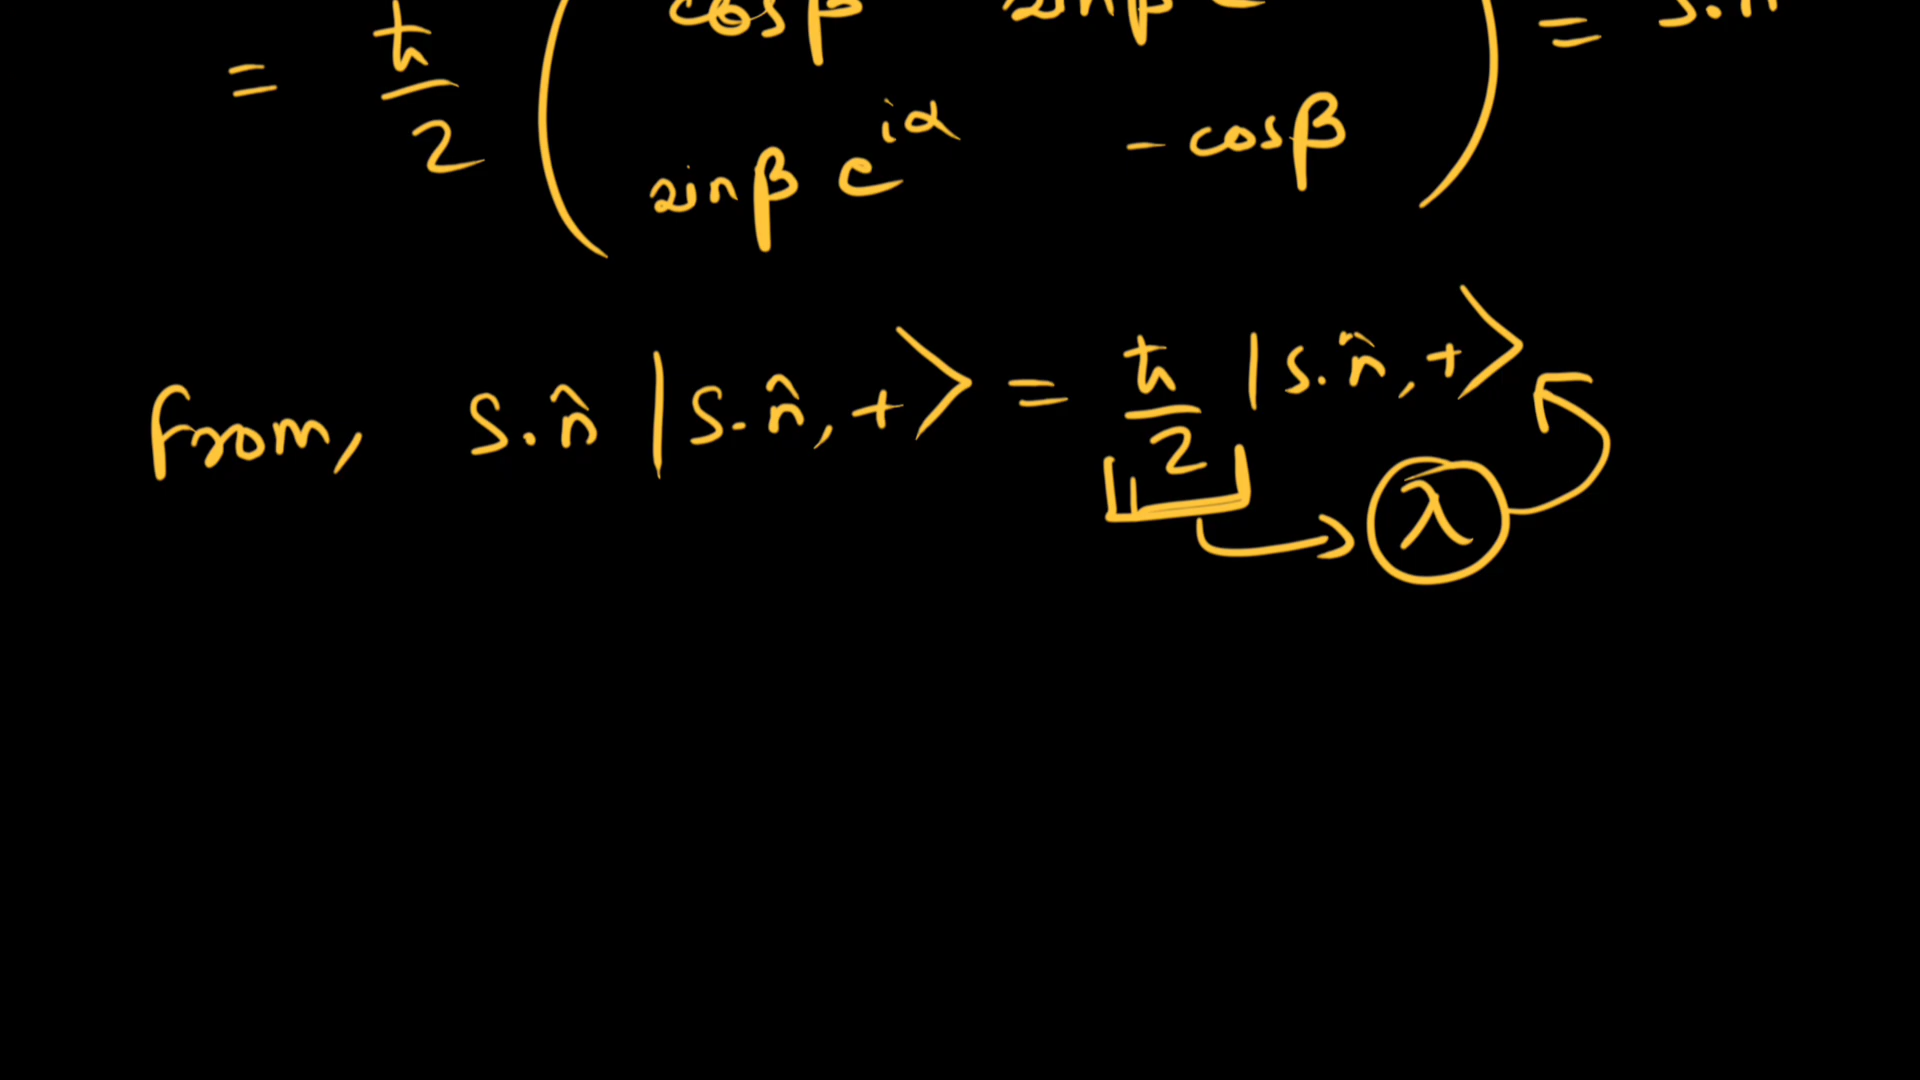 = ħ/2 ( cosβ sinβ e = S.n
sinβ e^{iα} - cosβ )
from, S.n̂ |S.n̂, +> = ħ/2 |S.n̂, +>
λ